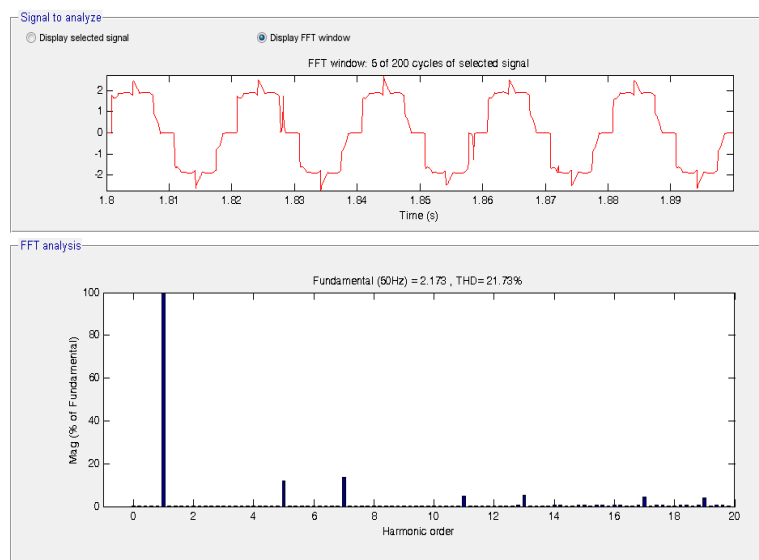 Signal to analyze
Display selected signal
Display FFT window
FFT window: 5 of 200 cycles of selected signal
2
1
0
-1
-2
1.8 1.81 1.82 1.83 1.84 1.85 1.86 1.87 1.88 1.89
Time (s)
FFT analysis
Fundamental (50Hz) = 2.173 , THD= 21.73%
100
80
60
40
20
0
Mag (% of Fundamental)
0 2 4 6 8 10 12 14 16 18 20
Harmonic order